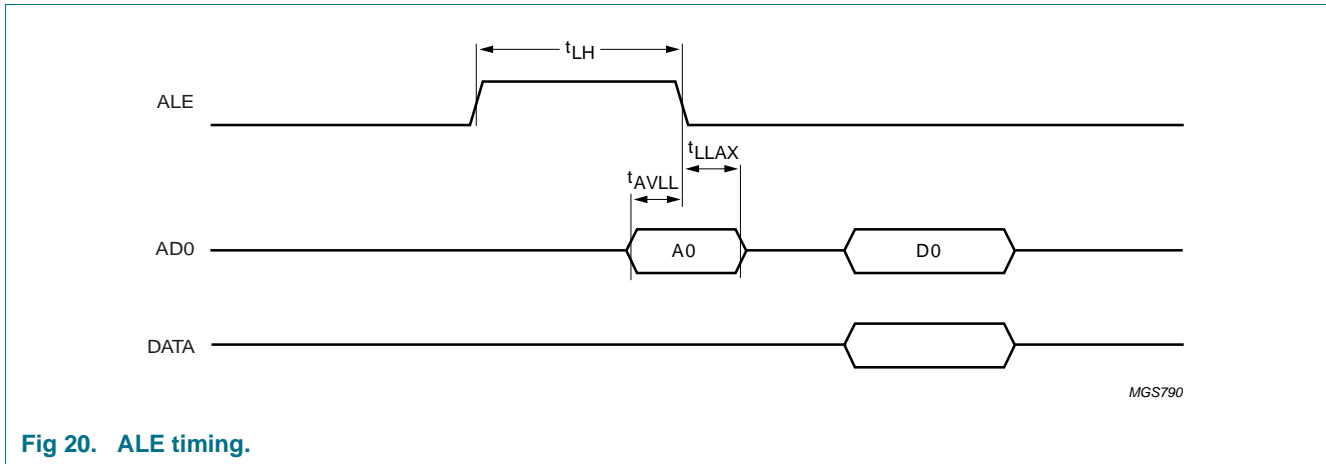 tLH
ALE
tLLAX
tAVLL
AD0
A0
D0
DATA
MGS790
Fig 20. ALE timing.